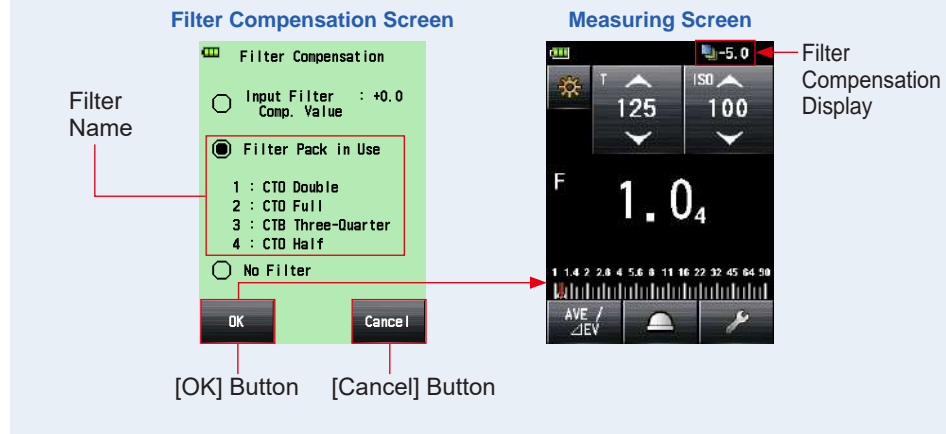 Filter Compensation Screen
Filter Compensation
Input Filter : +0.0
Comp. Value
Filter Pack in Use
1 : CTO Double
2 : CTO Full
3 : CTB Three-Quarter
4 : CTO Half
No Filter
OK
Cancel
Filter
Name
[OK] Button
[Cancel] Button
Measuring Screen
-5.0
T
125
ISO
100
F
1.04
1 1.4 2 2.8 4 5.6 8 11 16 22 32 45 64 90
AVE /
⊿EV
Filter
Compensation
Display